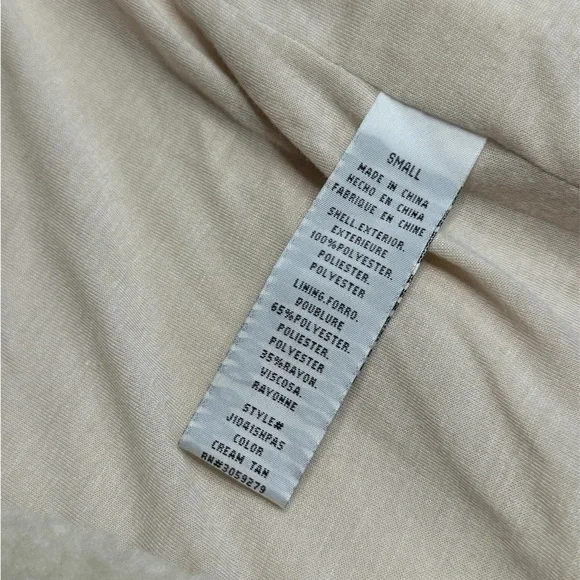 SMALL
MADE IN CHINA
HECHO EN CHINA
FABRIQUE EN CHINE
SHELL.EXTERIOR.
EXTERIEURE
100%POLYESTER.
POLIESTER.
POLYESTER
LINING.FORRO.
DOUBLURE
65%POLYESTER.
POLIESTER.
POLYESTER
35%RAYON.
VISCOSA.
RAYONNE
STYLE#
J1041SHPAS
COLOR
CREAM TAN
RN#3059279